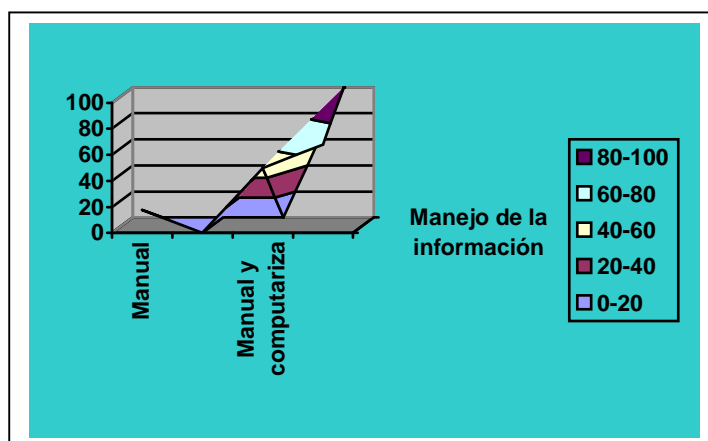 100
80
60
40
20
0
Manual
Manual y
computariza
Manejo de la
información
80-100
60-80
40-60
20-40
0-20